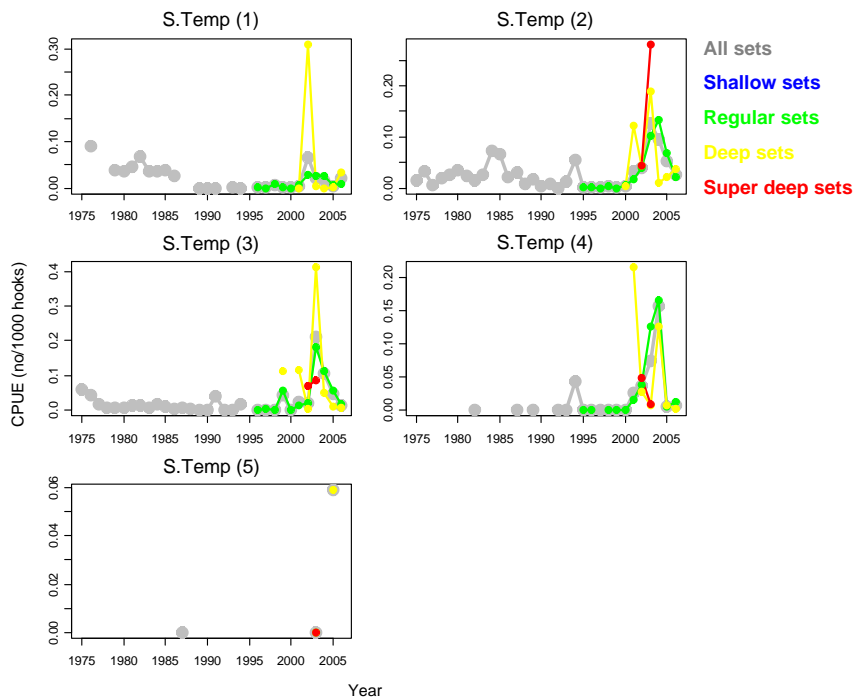 S.Temp (1)
0.00 0.10 0.20 0.30
1975 1980 1985 1990 1995 2000 2005
S.Temp (2)
0.00 0.10 0.20
1975 1980 1985 1990 1995 2000 2005
All sets
Shallow sets
Regular sets
Deep sets
Super deep sets
S.Temp (3)
0.0 0.1 0.2 0.3 0.4
1975 1980 1985 1990 1995 2000 2005
S.Temp (4)
0.00 0.05 0.10 0.15 0.20
1975 1980 1985 1990 1995 2000 2005
CPUE (no/1000 hooks)
S.Temp (5)
0.00 0.02 0.04 0.06
1975 1980 1985 1990 1995 2000 2005
Year